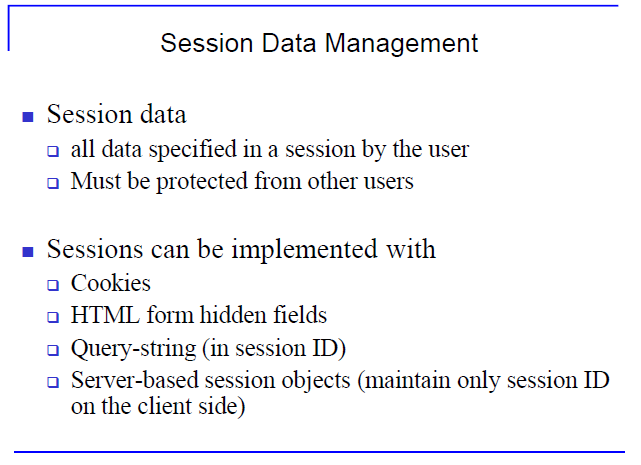 Session Data Management
Session data
all data specified in a session by the user
Must be protected from other users
Sessions can be implemented with
Cookies
HTML form hidden fields
Query-string (in session ID)
Server-based session objects (maintain only session ID
on the client side)